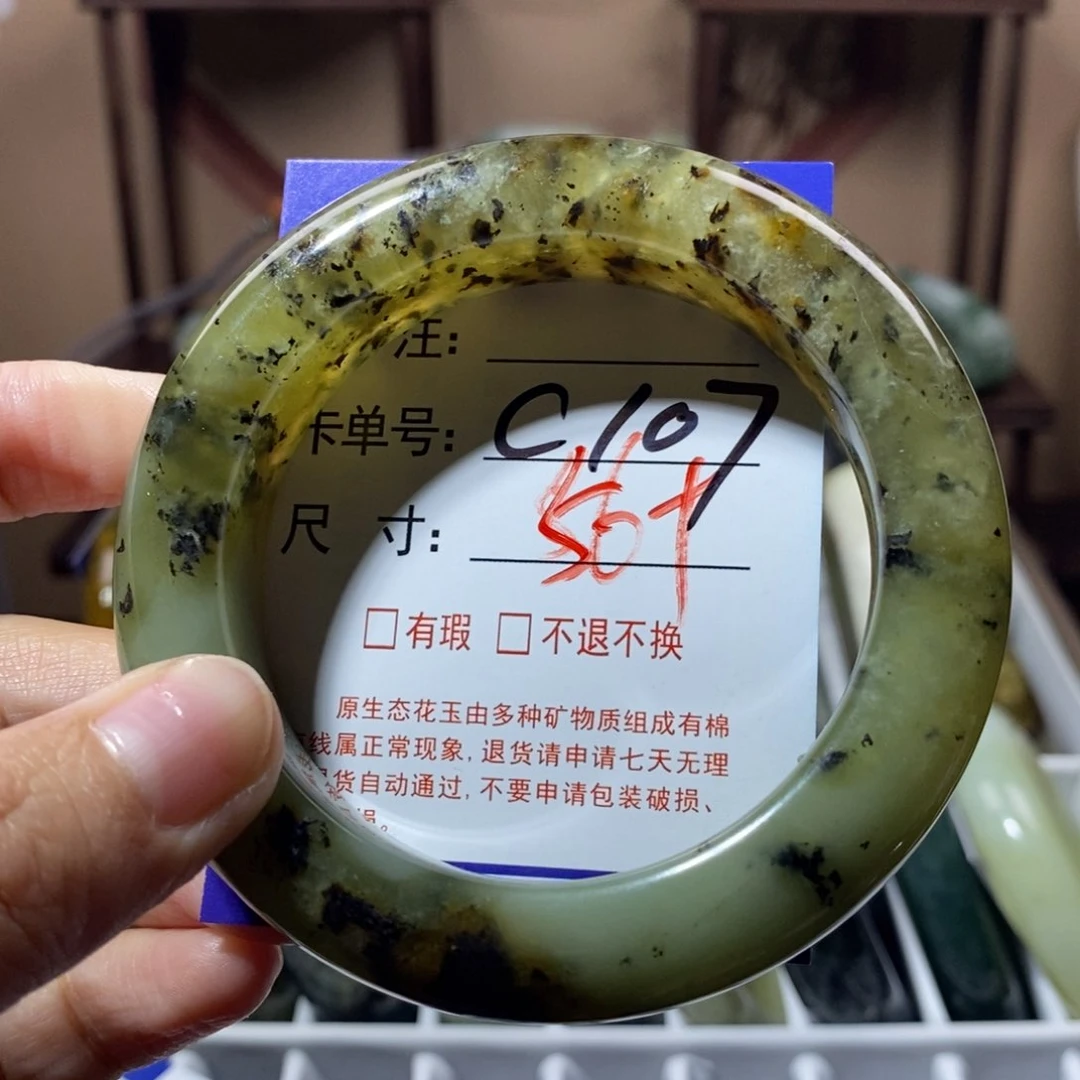 注:
卡单号: C107
尺 寸: 56+
□有瑕 □不退不换
原生态花玉由多种矿物质组成有棉
线属正常现象,退货请申请七天无理
货自动通过,不要申请包装破损、
损。